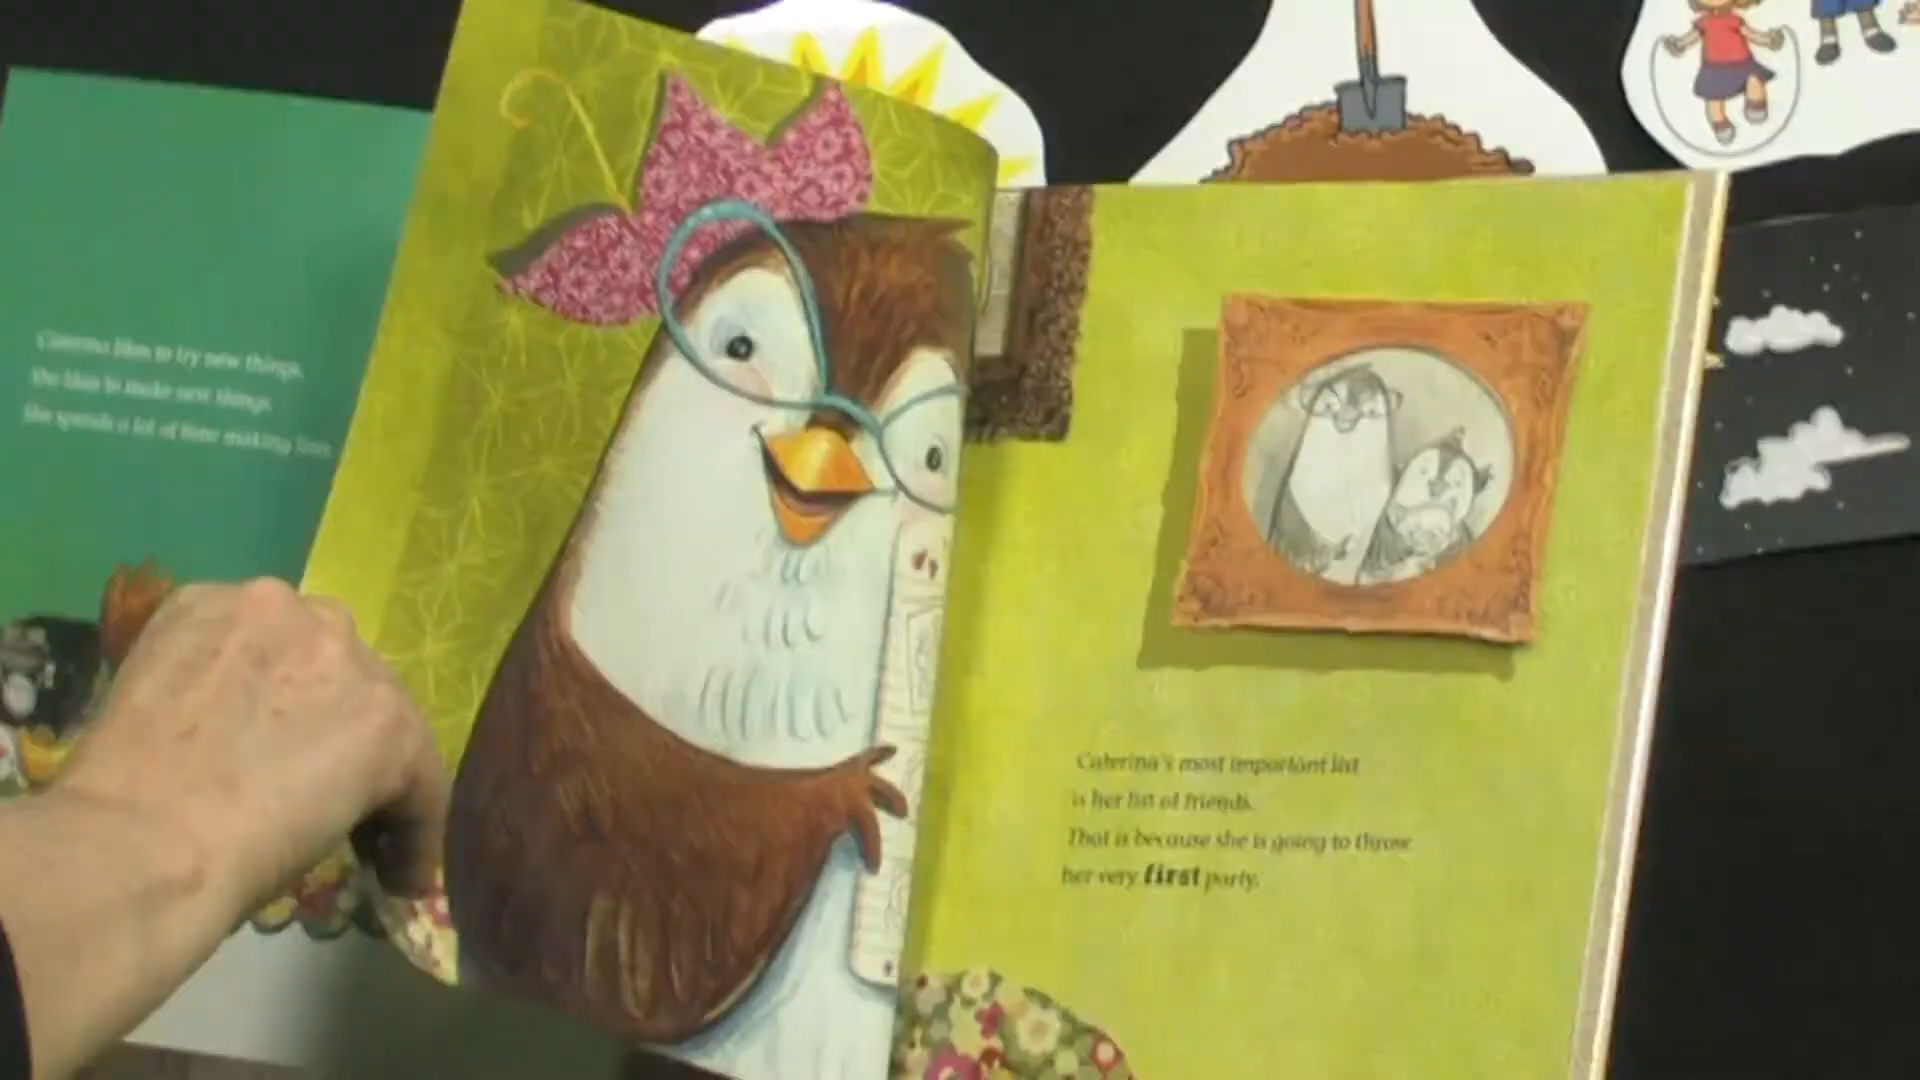 Caterina likes to try new things.
She likes to make new things.
She spends a lot of time making lists.
Caterina's most important list
is her list of friends.
That is because she is going to throw
her very first party.